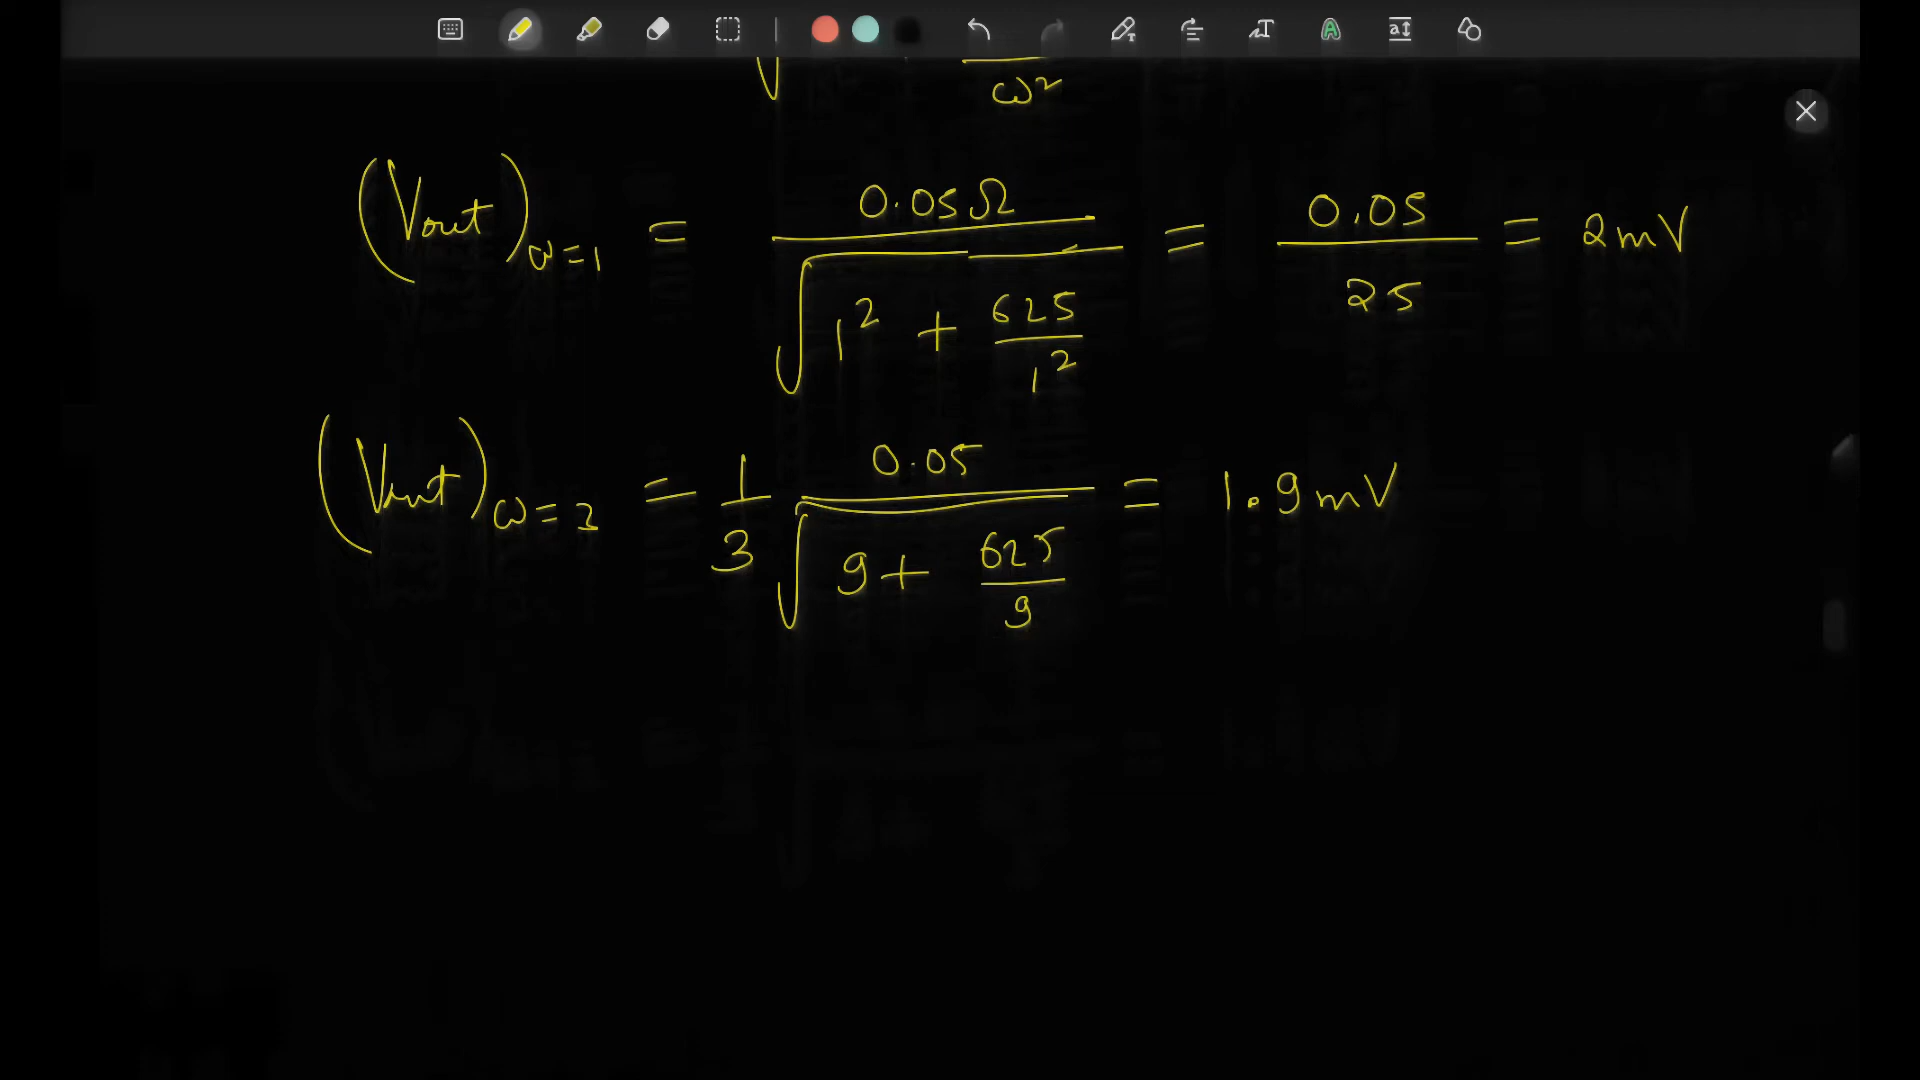 √ ω²
(Vout)ω=1 = 0.05Ω / √(1² + 625/1²) = 0.05/25 = 2mV
(Vout)ω=3 = 1/3 0.05 / √(9 + 625/9) = 1.9mV